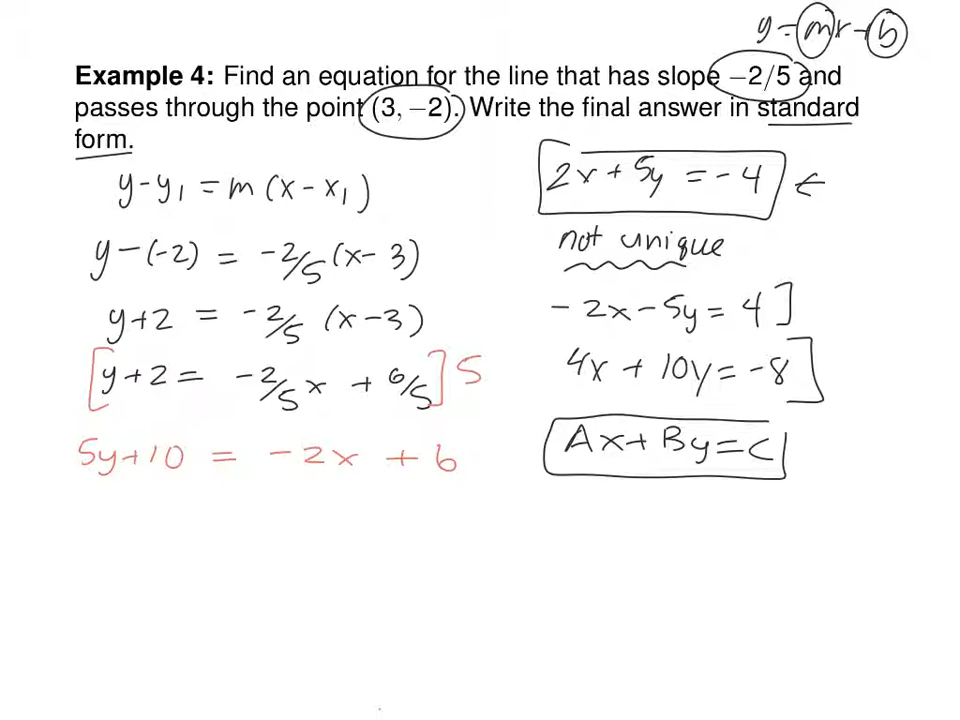 y = mx + b
Example 4: Find an equation for the line that has slope −2/5 and
passes through the point (3, −2). Write the final answer in standard
form.
y - y₁ = m (x - x₁)
y - (-2) = -2/5 (x - 3)
y + 2 = -2/5 (x - 3)
[y + 2 = -2/5 x + 6/5] 5
5y + 10 = -2x + 6
2x + 5y = -4 ←
not unique
- 2x - 5y = 4]
4x + 10y = -8]
Ax + By = C